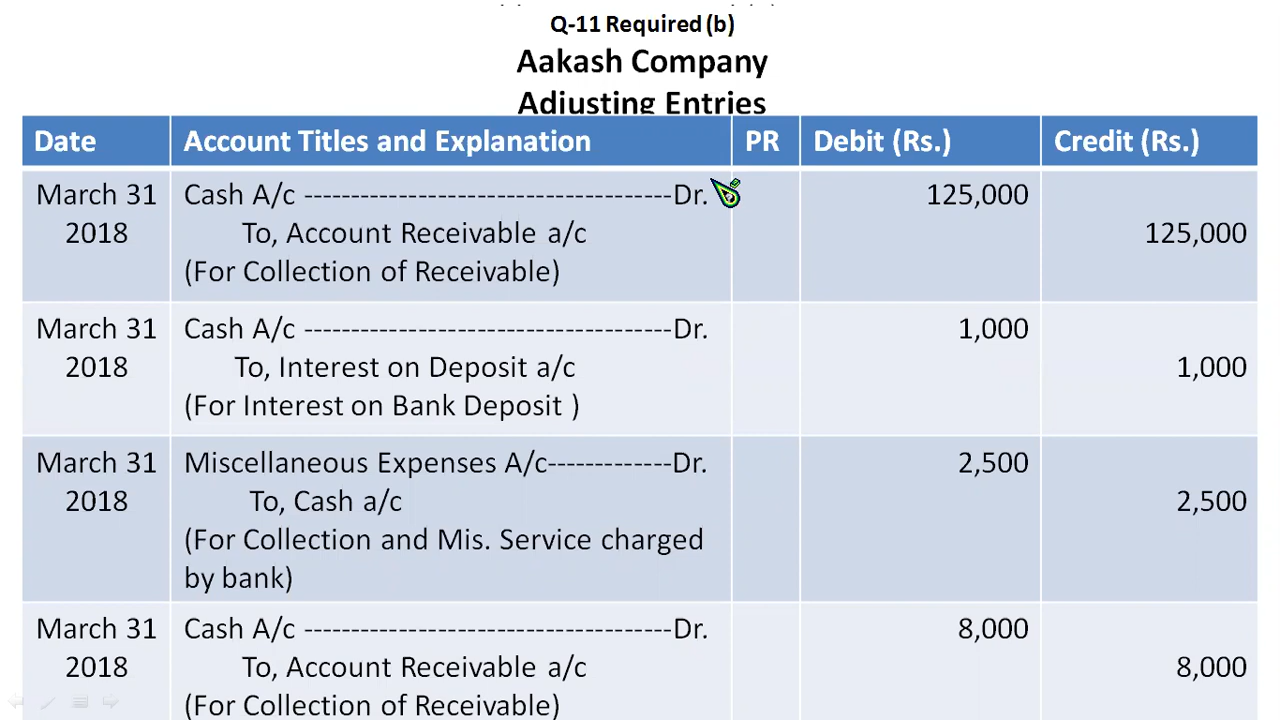 Q-11 Required (b)
Aakash Company
Adjusting Entries
Date Account Titles and Explanation PR Debit (Rs.) Credit (Rs.)
March 31 Cash A/c ------------------------------------Dr. 125,000
2018 To, Account Receivable a/c 125,000
(For Collection of Receivable)
March 31 Cash A/c ------------------------------------Dr. 1,000
2018 To, Interest on Deposit a/c 1,000
(For Interest on Bank Deposit )
March 31 Miscellaneous Expenses A/c-------------Dr. 2,500
2018 To, Cash a/c 2,500
(For Collection and Mis. Service charged
by bank)
March 31 Cash A/c ------------------------------------Dr. 8,000
2018 To, Account Receivable a/c 8,000
(For Collection of Receivable)